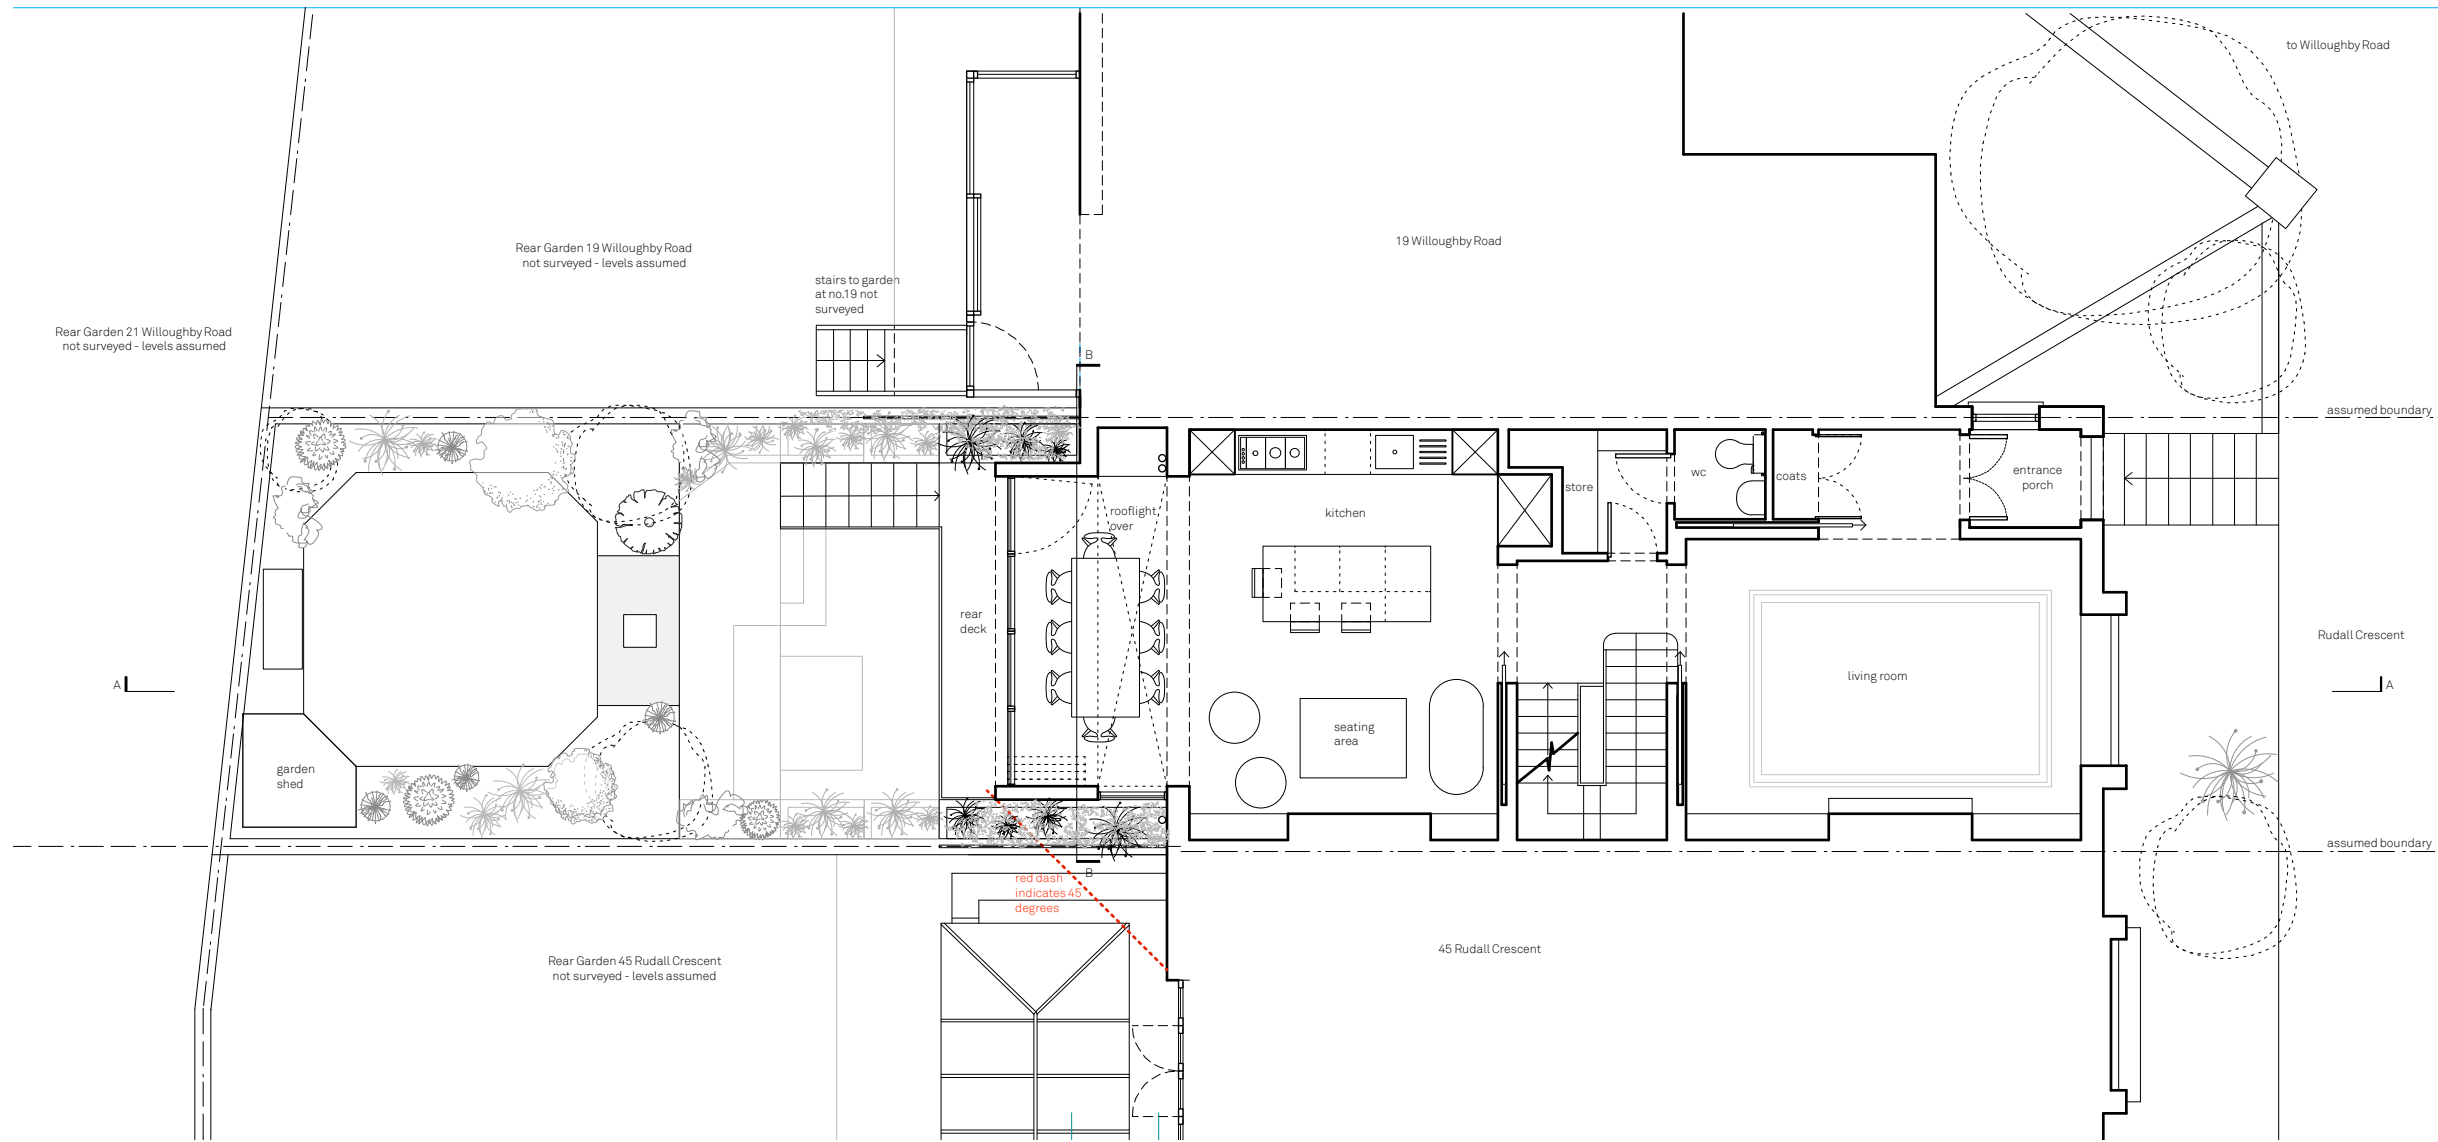 to Willoughby Road
Rear Garden 19 Willoughby Road
not surveyed - levels assumed
19 Willoughby Road
stairs to garden
at no.19 not
surveyed
Rear Garden 21 Willoughby Road
not surveyed - levels assumed
B
assumed boundary
wc
coats
entrance
porch
store
kitchen
rooflight
over
rear
deck
Rudall Crescent
living room
A
A
seating
area
garden
shed
assumed boundary
B
red dash
indicates 45
degrees
45 Rudall Crescent
Rear Garden 45 Rudall Crescent
not surveyed - levels assumed